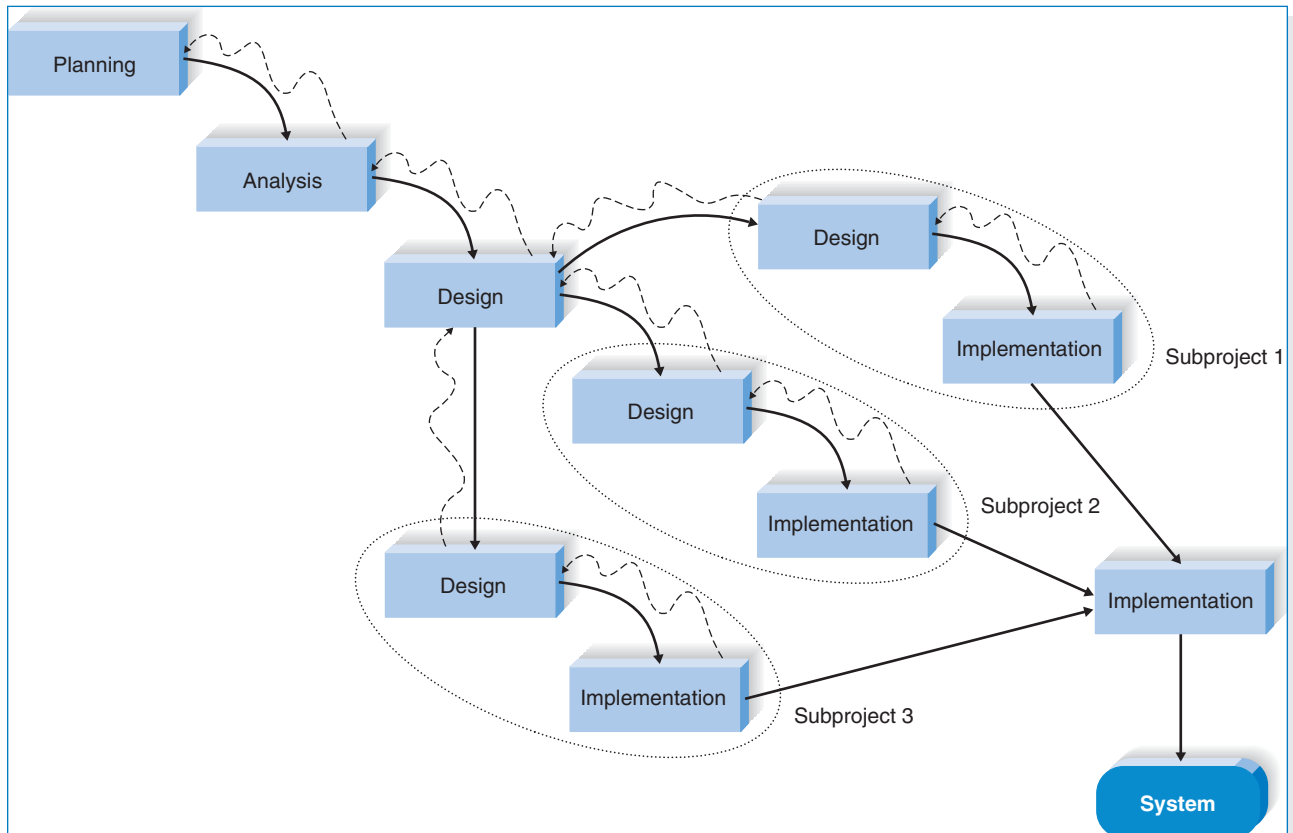 Planning
Analysis
Design
Design
Implementation
Subproject 1
Design
Implementation
Subproject 2
Design
Implementation
Subproject 3
Implementation
System